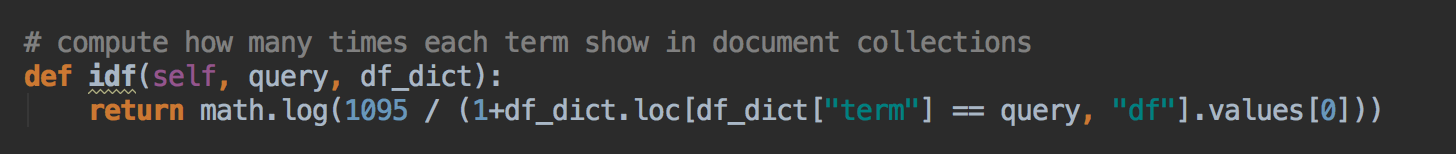 # compute how many times each term show in document collections
def idf(self, query, df_dict):
return math.log(1095 / (1+df_dict.loc[df_dict["term"] == query, "df"].values[0]))